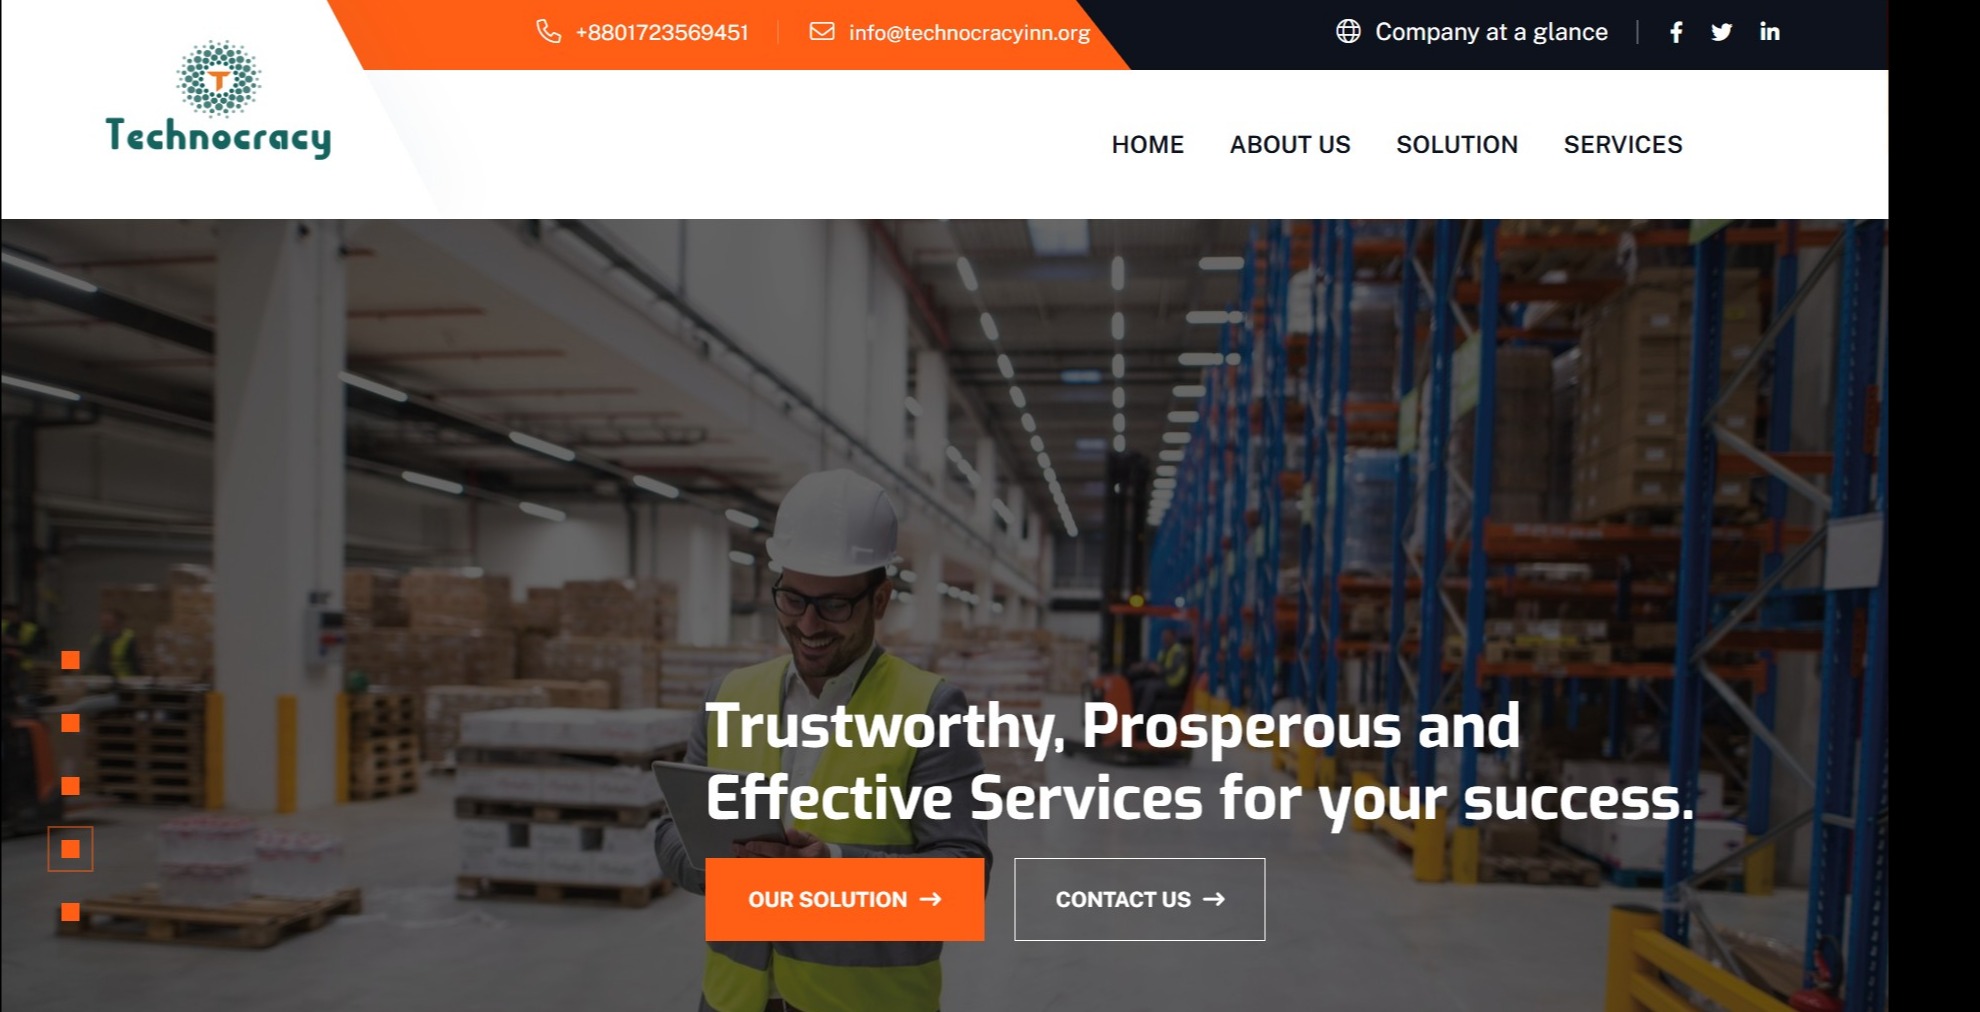 +8801723569451
info@technocracyinn.org
Company at a glance
T
Technocracy
HOME
ABOUT US
SOLUTION
SERVICES
Trustworthy, Prosperous and
Effective Services for your success.
OUR SOLUTION →
CONTACT US →